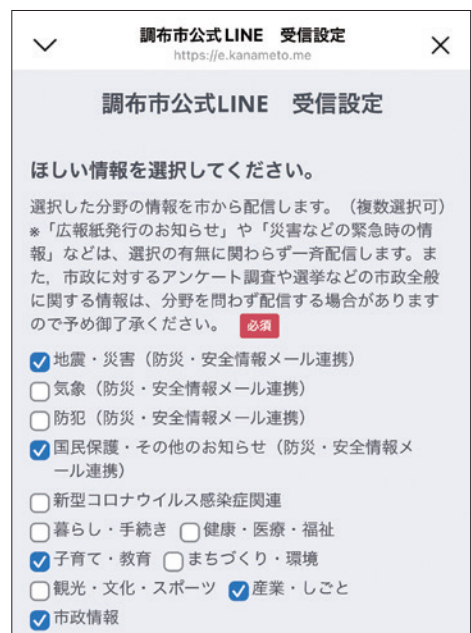 調布市公式LINE　受信設定
https://e.kanameto.me
調布市公式LINE　受信設定
ほしい情報を選択してください。
選択した分野の情報を市から配信します。（複数選択可）
※「広報紙発行のお知らせ」や「災害などの緊急時の情
報」などは、選択の有無に関わらず一斉配信します。ま
た，市政に対するアンケート調査や選挙などの市政全般
に関する情報は、分野を問わず配信する場合があります
ので予め御了承ください。 必須
地震・災害（防災・安全情報メール連携）
気象（防災・安全情報メール連携）
防犯（防災・安全情報メール連携）
国民保護・その他のお知らせ（防災・安全情報メ
ール連携）
新型コロナウイルス感染症関連
暮らし・手続き 健康・医療・福祉
子育て・教育 まちづくり・環境
観光・文化・スポーツ 産業・しごと
市政情報